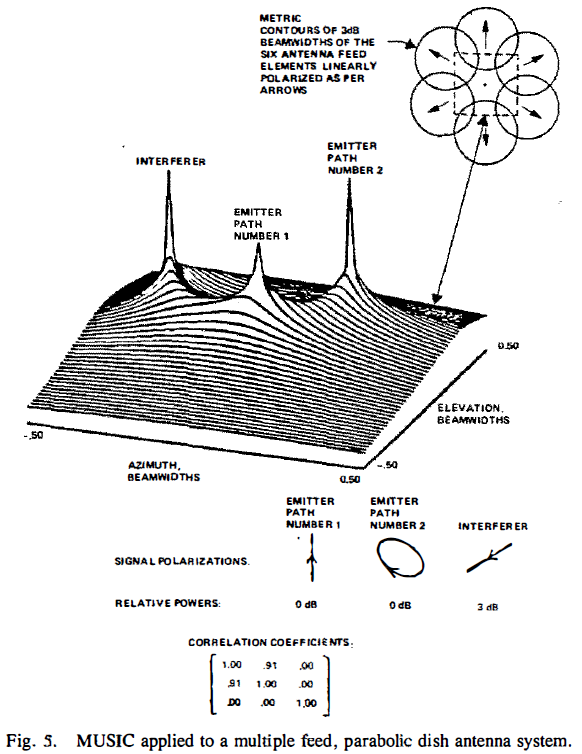 METRIC
CONTOURS OF 3dB
BEAMWIDTHS OF THE
SIX ANTENNA FEED
ELEMENTS LINEARLY
POLARIZED AS PER
ARROWS
INTERFERER
EMITTER
PATH
NUMBER 1
EMITTER
PATH
NUMBER 2
0.50
ELEVATION,
BEAMWIDTHS
-.50
-.50
AZIMUTH,
BEAMWIDTHS
0.50
EMITTER
PATH
NUMBER 1
EMITTER
PATH
NUMBER 2
INTERFERER
SIGNAL POLARIZATIONS:
RELATIVE POWERS:
0 dB
0 dB
3 dB
CORRELATION COEFFICIENTS:
1.00 .91 .00
.91 1.00 .00
.00 .00 1.00
Fig. 5. MUSIC applied to a multiple feed, parabolic dish antenna system.